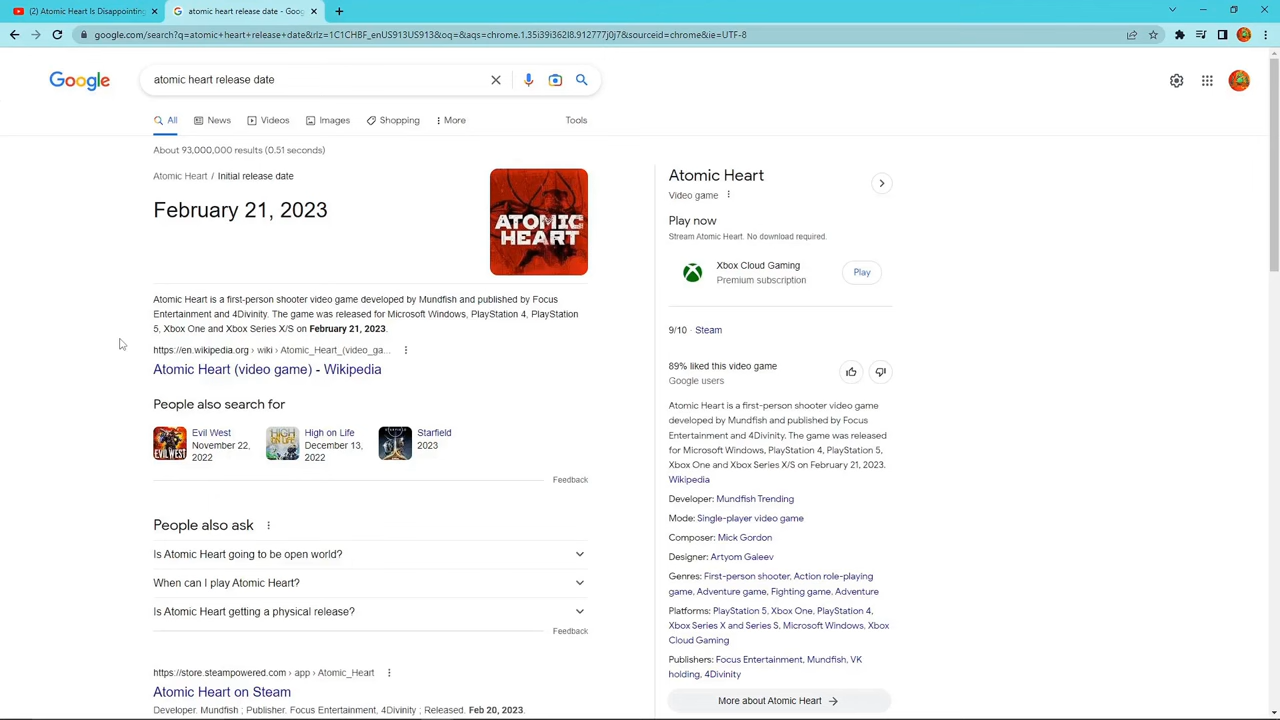 (2) Atomic Heart Is Disappointing
atomic heart release date - Goog
google.com/search?q=atomic+heart+release+date&rlz=1C1CHBF_enUS913US913&oq=&aqs=chrome.1.35i39i362l8.912777j0j7&sourceid=chrome&ie=UTF-8
Google
atomic heart release date
All
News
Videos
Images
Shopping
More
Tools
About 93,000,000 results (0.51 seconds)
Atomic Heart / Initial release date
February 21, 2023
ATOMIC
HEART
Atomic Heart is a first-person shooter video game developed by Mundfish and published by Focus
Entertainment and 4Divinity. The game was released for Microsoft Windows, PlayStation 4, PlayStation
5, Xbox One and Xbox Series X/S on February 21, 2023.
https://en.wikipedia.org › wiki › Atomic_Heart_(video_ga...
Atomic Heart (video game) - Wikipedia
People also search for
EVIL WEST
Evil West
November 22,
2022
HIGH
ON LIFE
High on Life
December 13,
2022
Starfield
2023
Feedback
People also ask
Is Atomic Heart going to be open world?
When can I play Atomic Heart?
Is Atomic Heart getting a physical release?
Feedback
https://store.steampowered.com › app › Atomic_Heart
Atomic Heart on Steam
Developer. Mundfish ; Publisher. Focus Entertainment, 4Divinity ; Released. Feb 20, 2023.
Atomic Heart
Video game
Play now
Stream Atomic Heart. No download required.
Xbox Cloud Gaming
Premium subscription
Play
9/10 · Steam
89% liked this video game
Google users
Atomic Heart is a first-person shooter video game
developed by Mundfish and published by Focus
Entertainment and 4Divinity. The game was released
for Microsoft Windows, PlayStation 4, PlayStation 5,
Xbox One and Xbox Series X/S on February 21, 2023.
Wikipedia
Developer: Mundfish Trending
Mode: Single-player video game
Composer: Mick Gordon
Designer: Artyom Galeev
Genres: First-person shooter, Action role-playing
game, Adventure game, Fighting game, Adventure
Platforms: PlayStation 5, Xbox One, PlayStation 4,
Xbox Series X and Series S, Microsoft Windows, Xbox
Cloud Gaming
Publishers: Focus Entertainment, Mundfish, VK
holding, 4Divinity
More about Atomic Heart